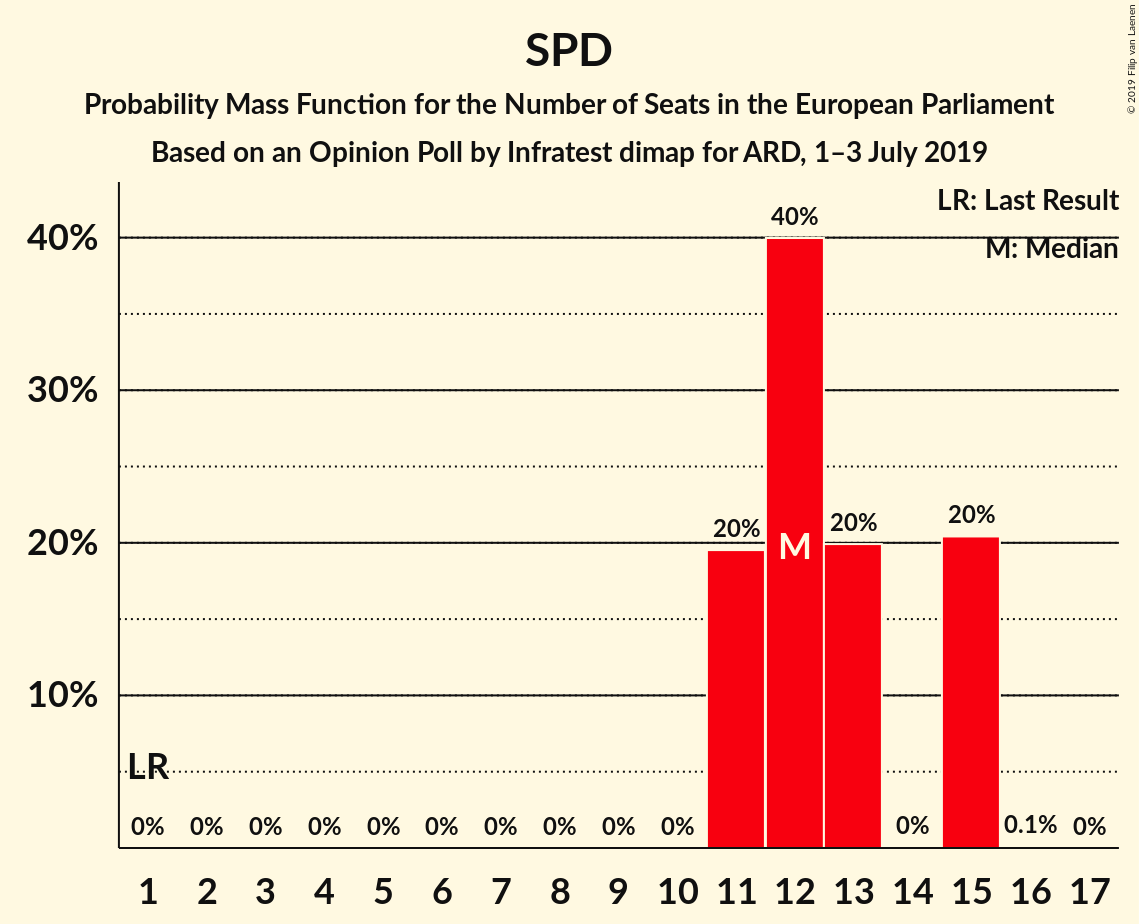 SPD
Probability Mass Function for the Number of Seats in the European Parliament
Based on an Opinion Poll by Infratest dimap for ARD, 1–3 July 2019
© 2019 Filip van Laenen
LR: Last Result
M: Median
40%
30%
20%
10%
40%
20%
20%
20%
M
LR
0% 0% 0% 0% 0% 0% 0% 0% 0% 0% 0% 0.1% 0%
1 2 3 4 5 6 7 8 9 10 11 12 13 14 15 16 17